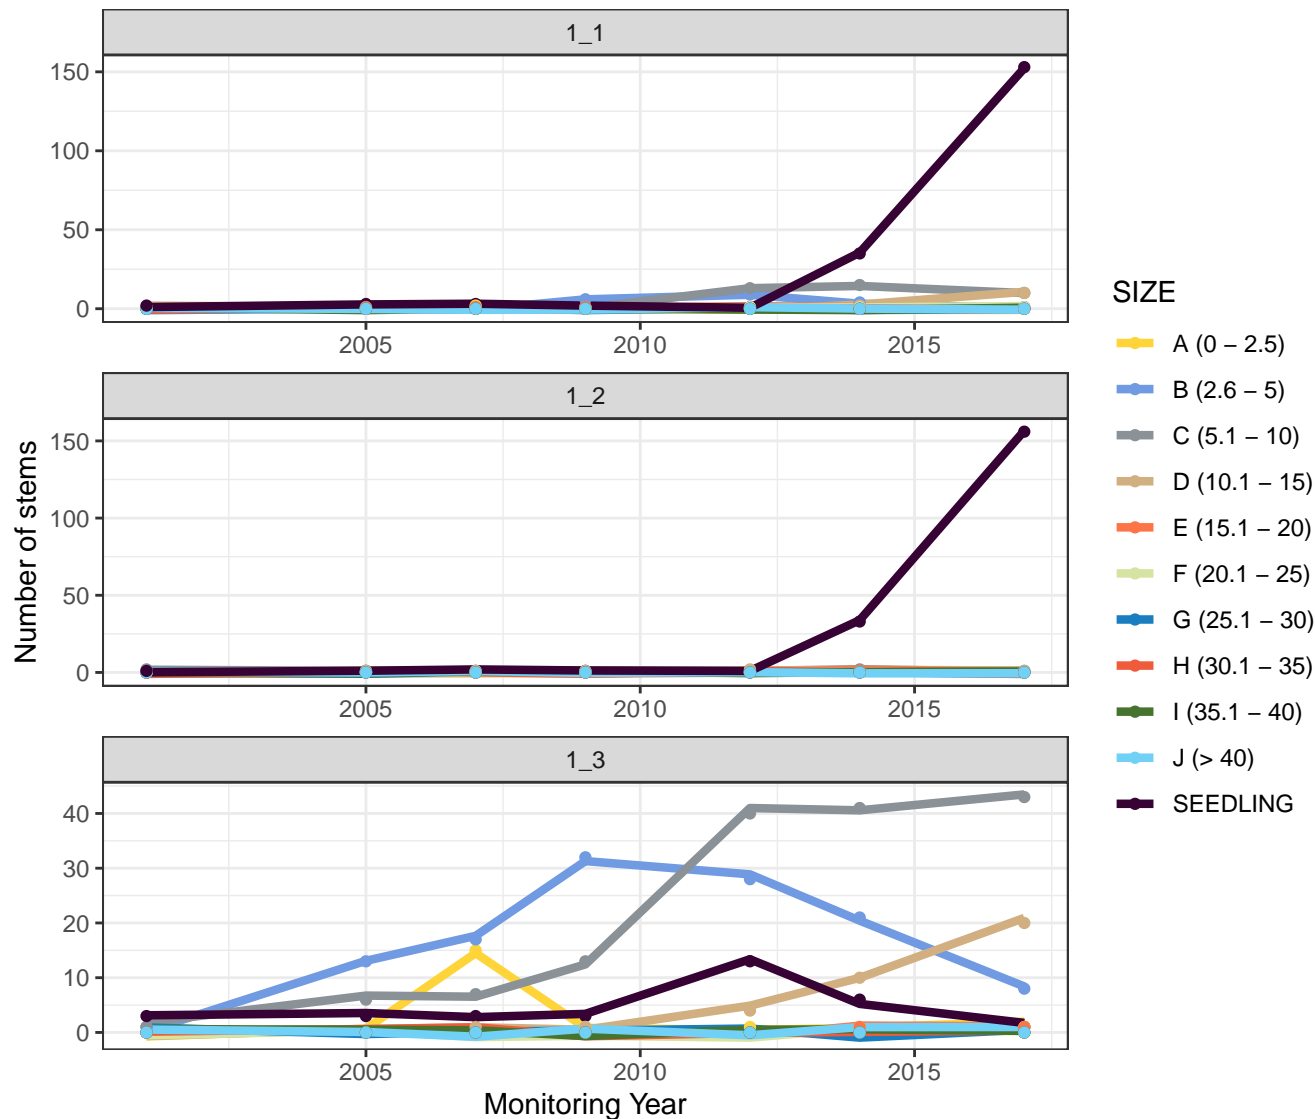 1_1
150
100
50
0
2005 2010 2015
1_2
150
100
50
0
2005 2010 2015
1_3
40
30
20
10
0
2005 2010 2015
Number of stems
Monitoring Year
SIZE
A (0 − 2.5)
B (2.6 − 5)
C (5.1 − 10)
D (10.1 − 15)
E (15.1 − 20)
F (20.1 − 25)
G (25.1 − 30)
H (30.1 − 35)
I (35.1 − 40)
J (> 40)
SEEDLING